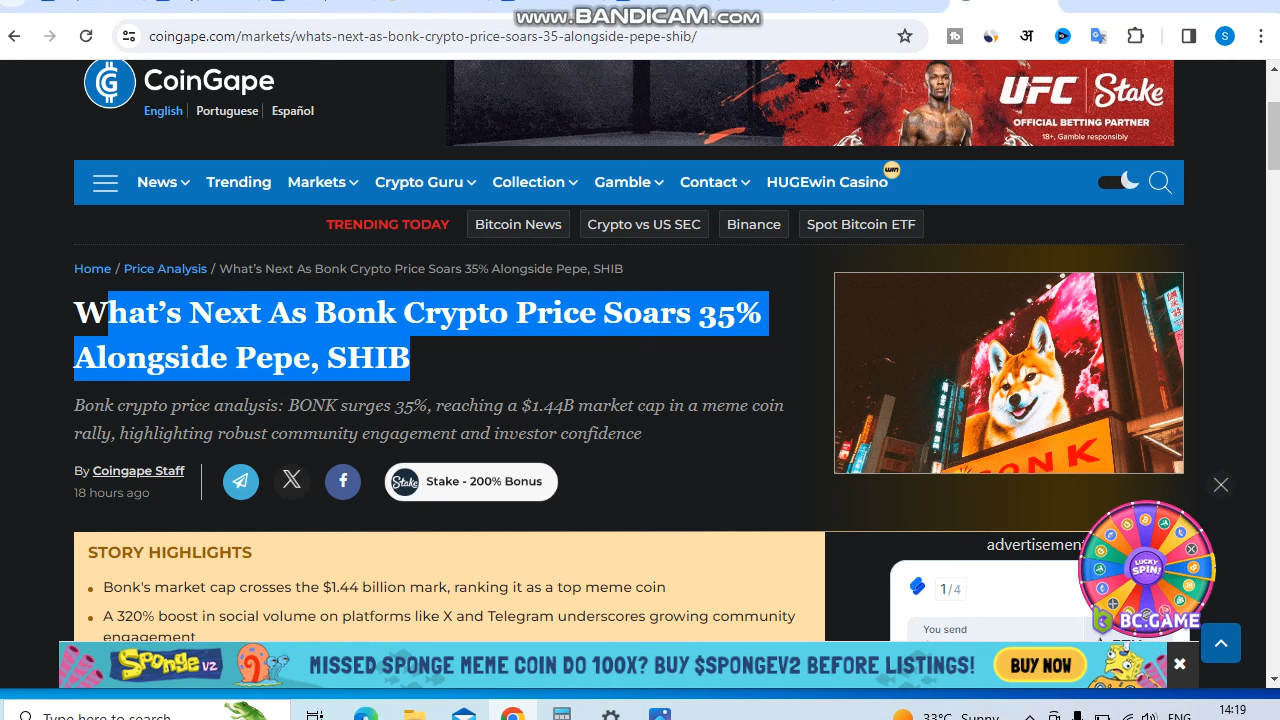 www.BANDICAM.com
coingape.com/markets/whats-next-as-bonk-crypto-price-soars-35-alongside-pepe-shib/
S
CoinGape
English Portuguese Español
UFC Stake
OFFICIAL BETTING PARTNER
18+, Gamble responsibly
News Trending Markets Crypto Guru Collection Gamble Contact HUGEwin Casino
win
TRENDING TODAY Bitcoin News Crypto vs US SEC Binance Spot Bitcoin ETF
Home / Price Analysis / What's Next As Bonk Crypto Price Soars 35% Alongside Pepe, SHIB
What's Next As Bonk Crypto Price Soars 35%
Alongside Pepe, SHIB
Bonk crypto price analysis: BONK surges 35%, reaching a $1.44B market cap in a meme coin
rally, highlighting robust community engagement and investor confidence
By Coingape Staff
18 hours ago
Stake Stake - 200% Bonus
STORY HIGHLIGHTS
Bonk's market cap crosses the $1.44 billion mark, ranking it as a top meme coin
A 320% boost in social volume on platforms like X and Telegram underscores growing community
engagement
advertisemen
1/4
You send
LUCKY SPIN!
BC.GAME
Sponge V2 MISSED SPONGE MEME COIN DO 100X? BUY $SPONGEV2 BEFORE LISTINGS! BUY NOW
Type here to search
33°C Sunny
ENG
14:19